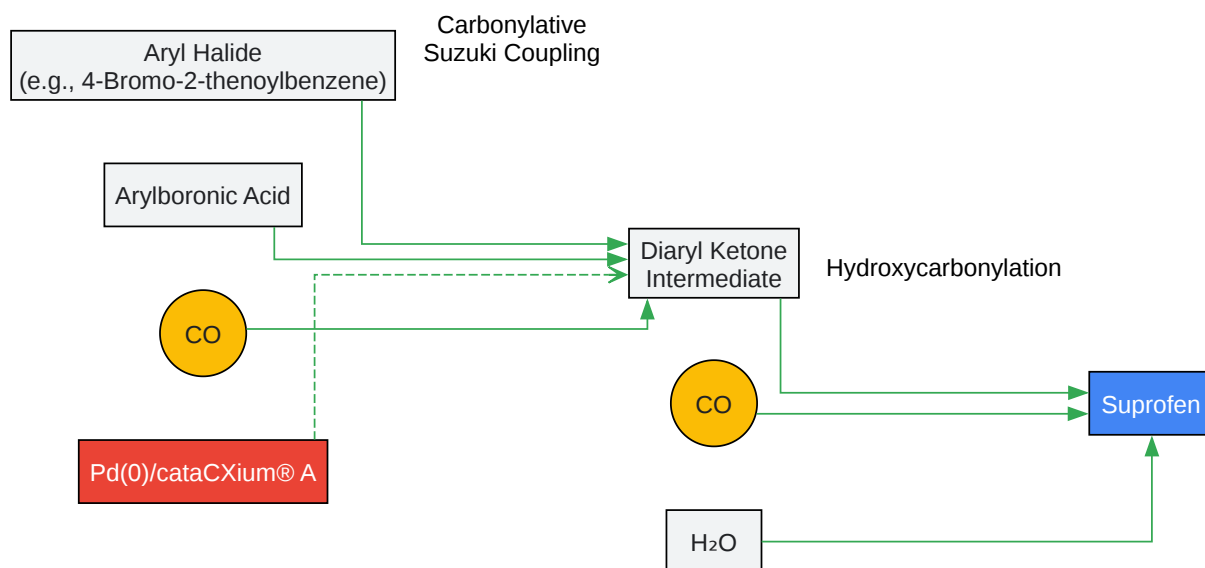 Carbonylative
Suzuki Coupling
Aryl Halide
(e.g., 4-Bromo-2-thenoylbenzene)
Arylboronic Acid
Diaryl Ketone
Intermediate
Hydroxycarbonylation
CO
CO
Suprofen
Pd(0)/cataCXium® A
H₂O